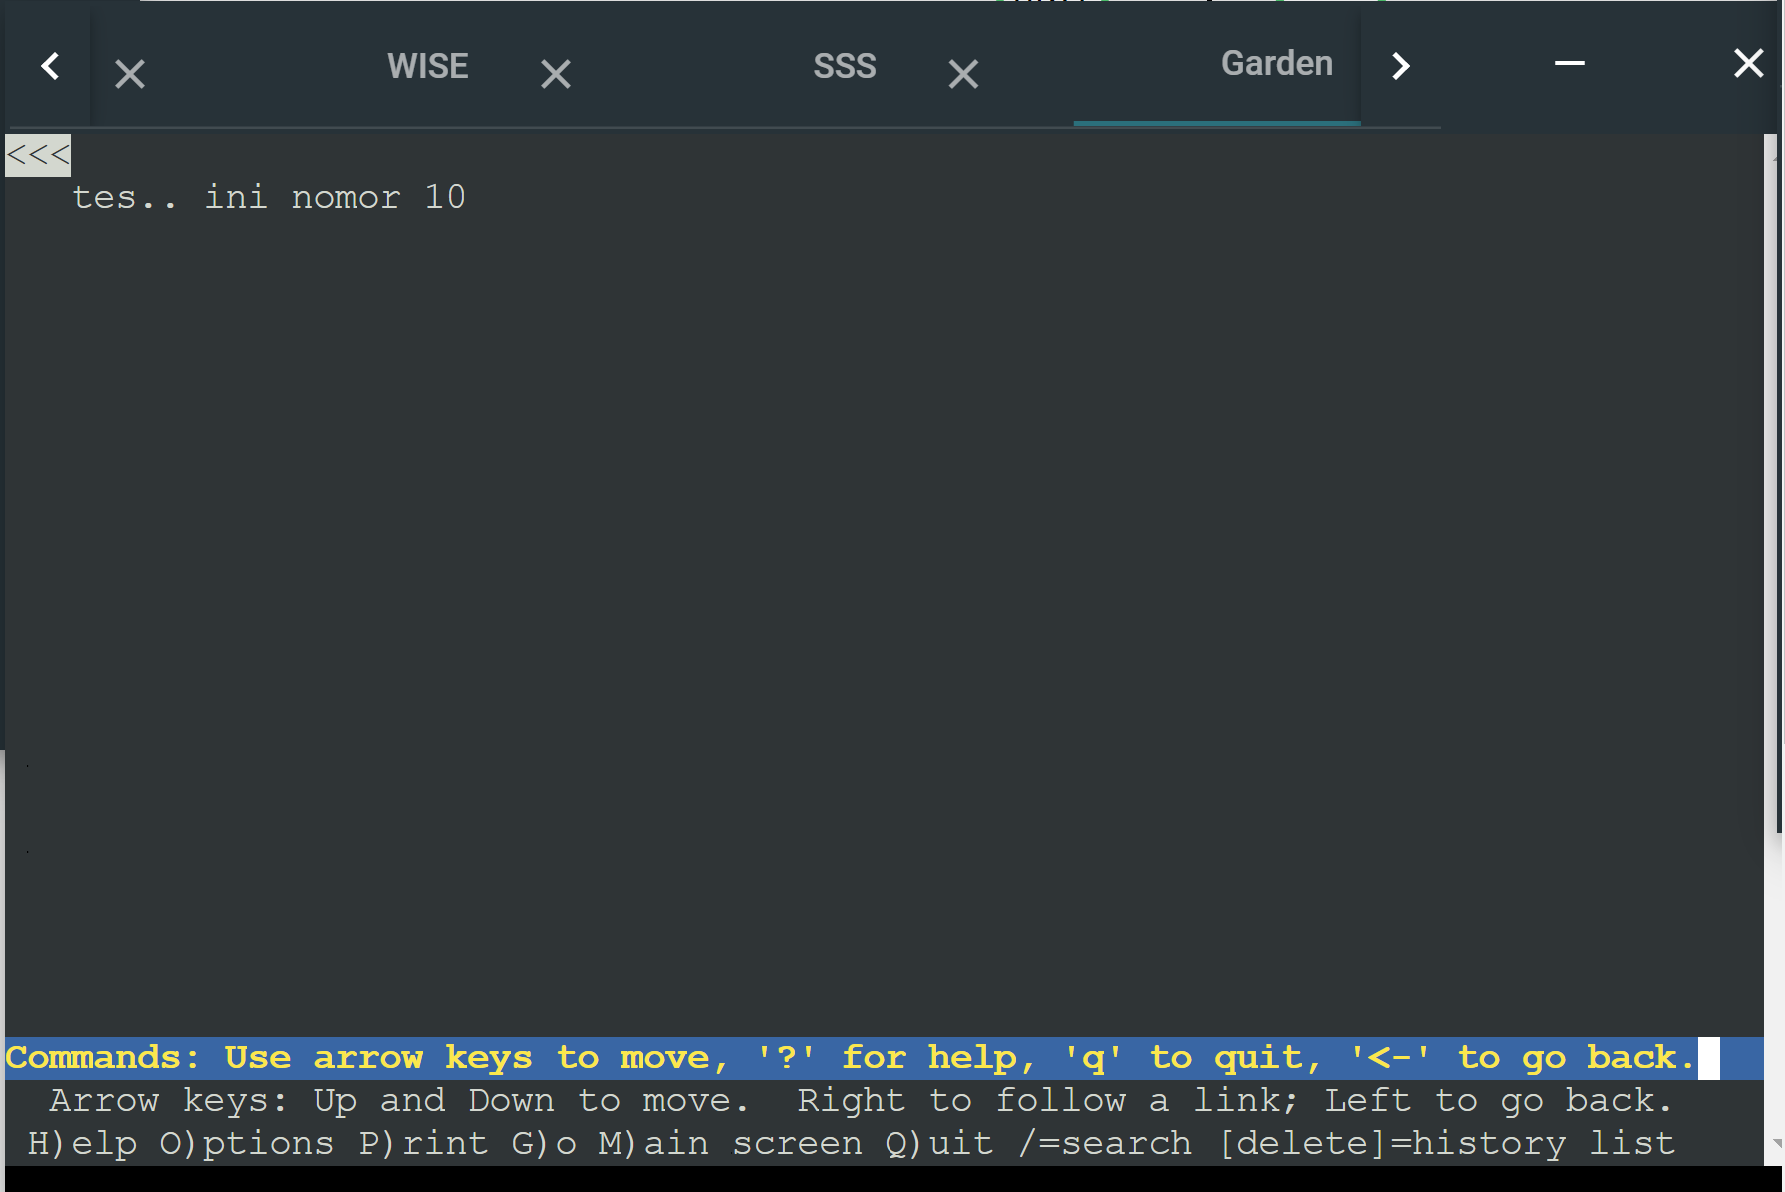 WISE SSS Garden
<<<
tes.. ini nomor 10
Commands: Use arrow keys to move, '?' for help, 'q' to quit, '<-' to go back.
Arrow keys: Up and Down to move.  Right to follow a link; Left to go back.
H)elp O)ptions P)rint G)o M)ain screen Q)uit /=search [delete]=history list